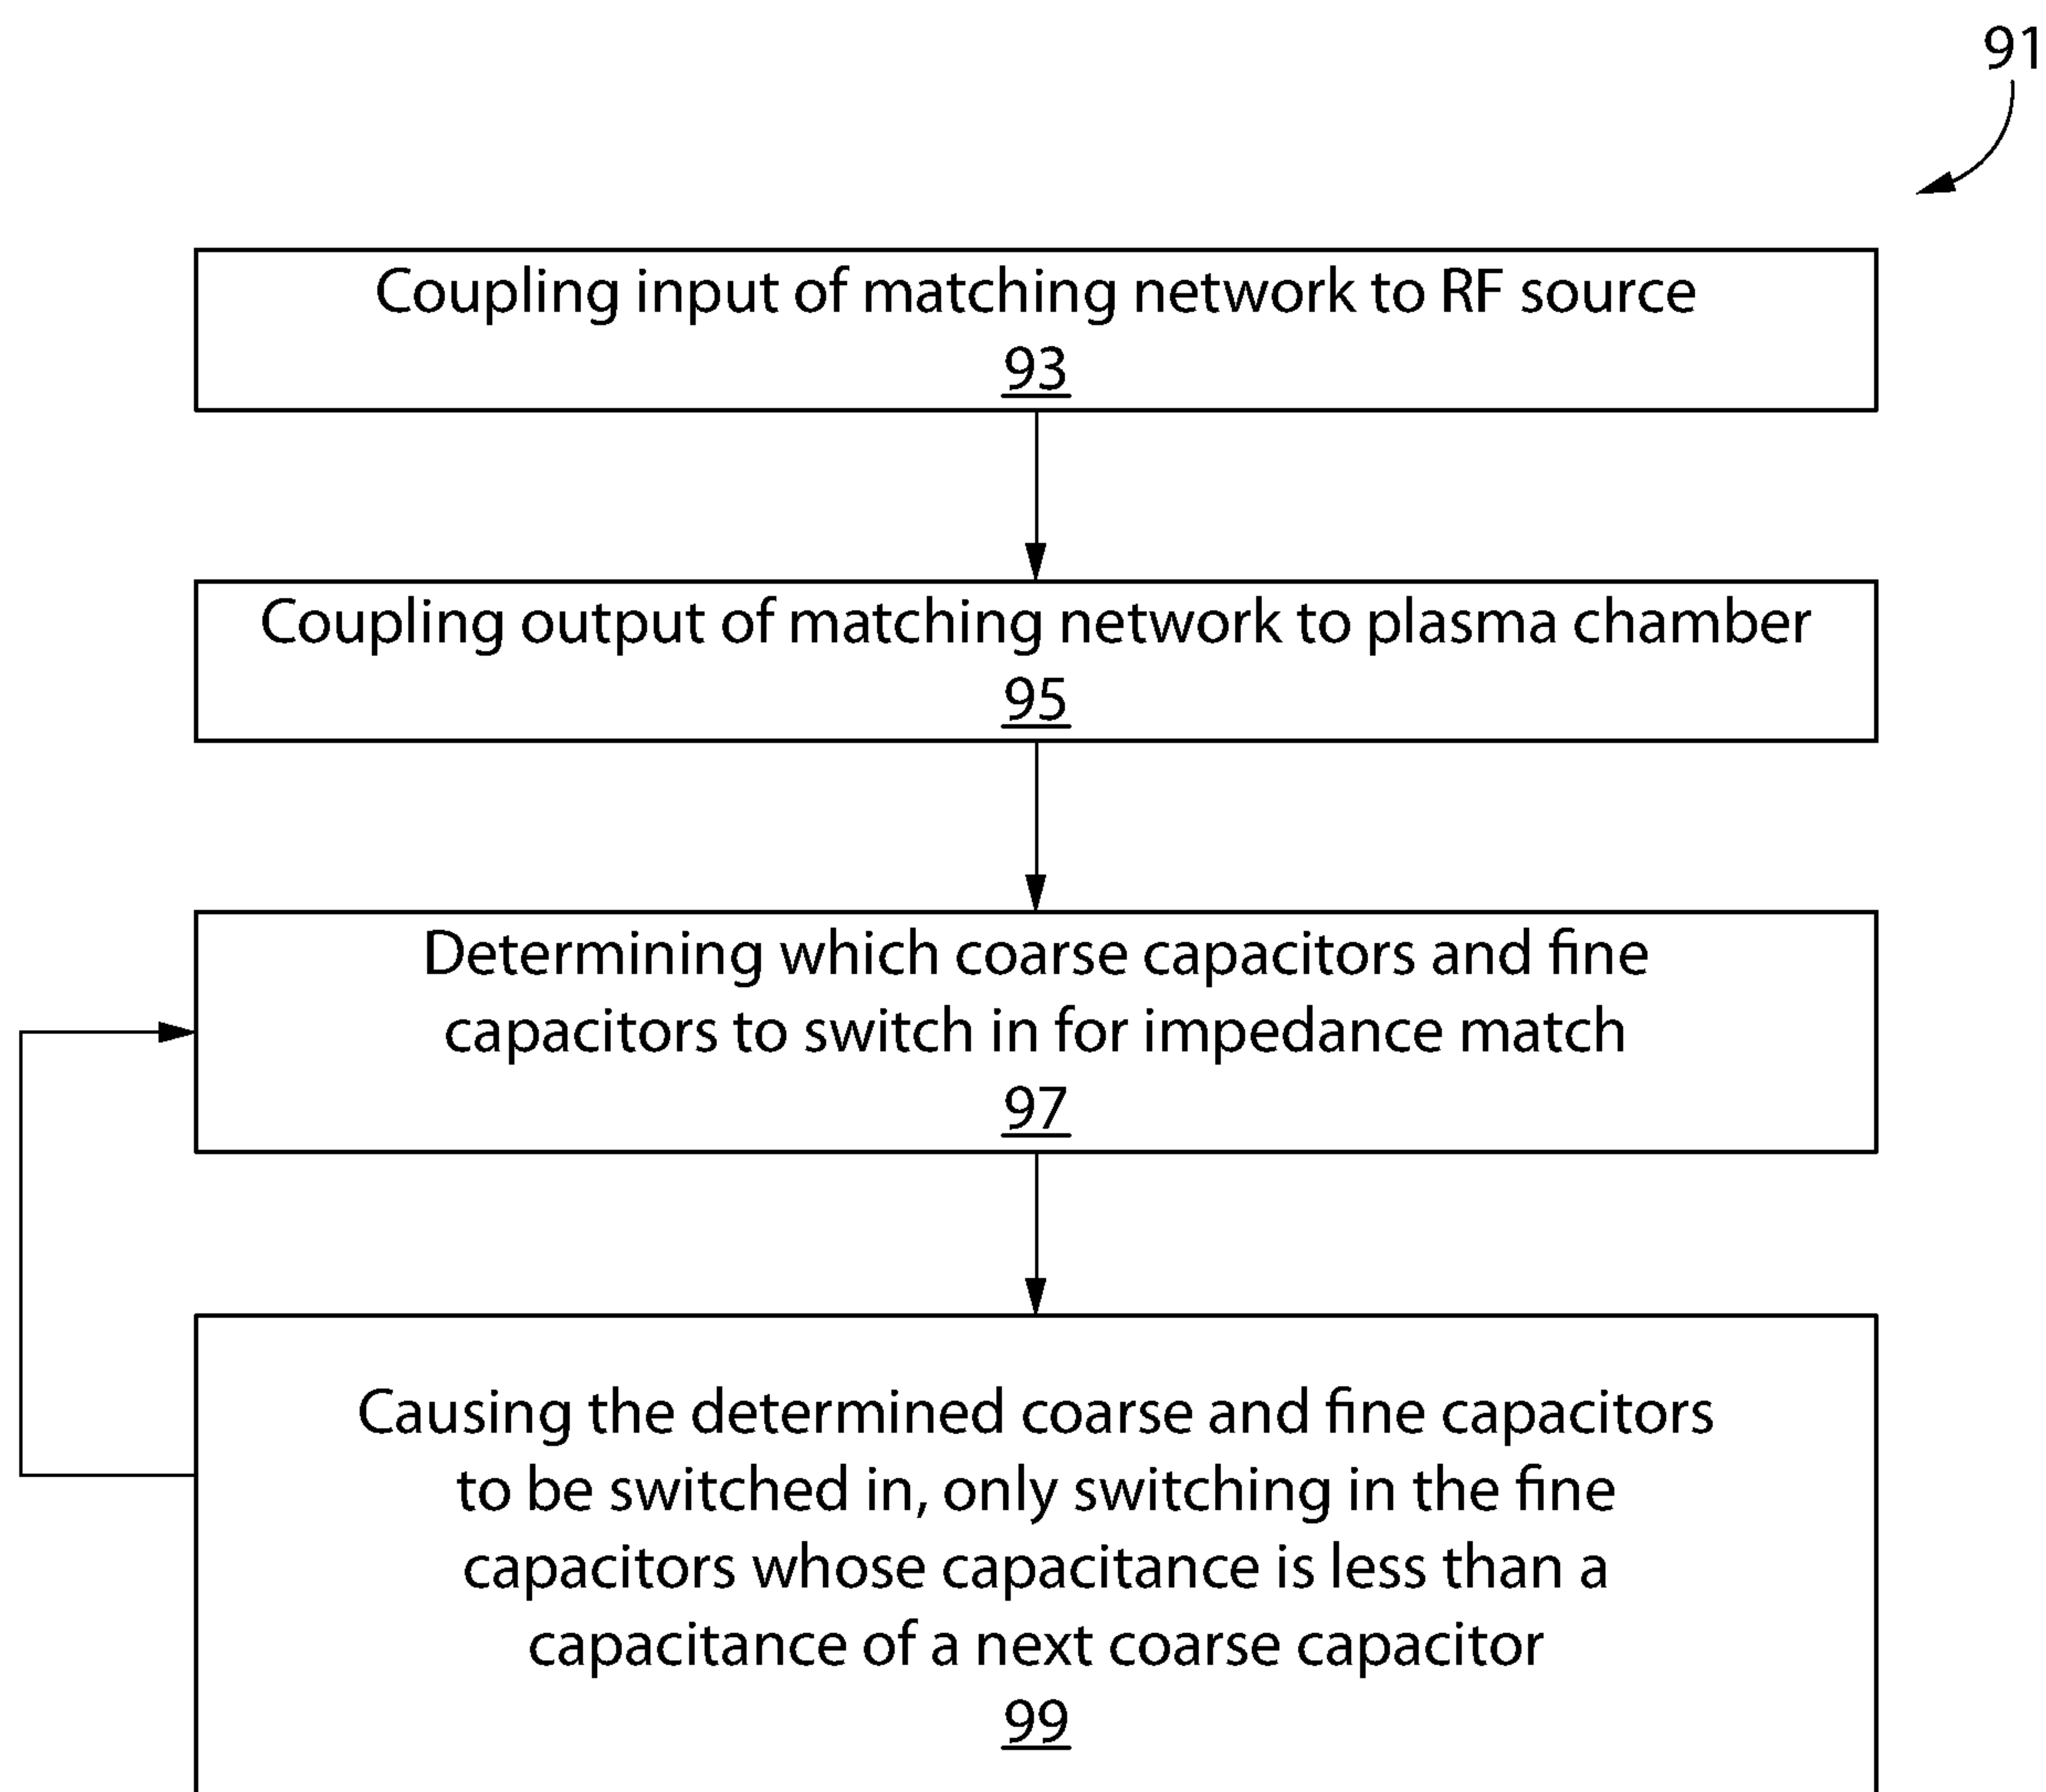 91
Coupling input of matching network to RF source
93
Coupling output of matching network to plasma chamber
95
Determining which coarse capacitors and fine
capacitors to switch in for impedance match
97
Causing the determined coarse and fine capacitors
to be switched in, only switching in the fine
capacitors whose capacitance is less than a
capacitance of a next coarse capacitor
99